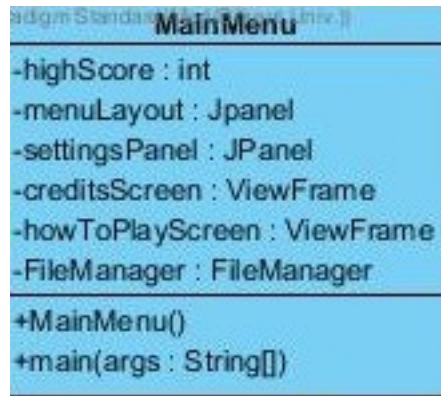 MainMenu
-highScore : int
-menuLayout : Jpanel
-settingsPanel : JPanel
-creditsScreen : ViewFrame
-howToPlayScreen : ViewFrame
-FileManager : FileManager
+MainMenu()
+main(args : String[])